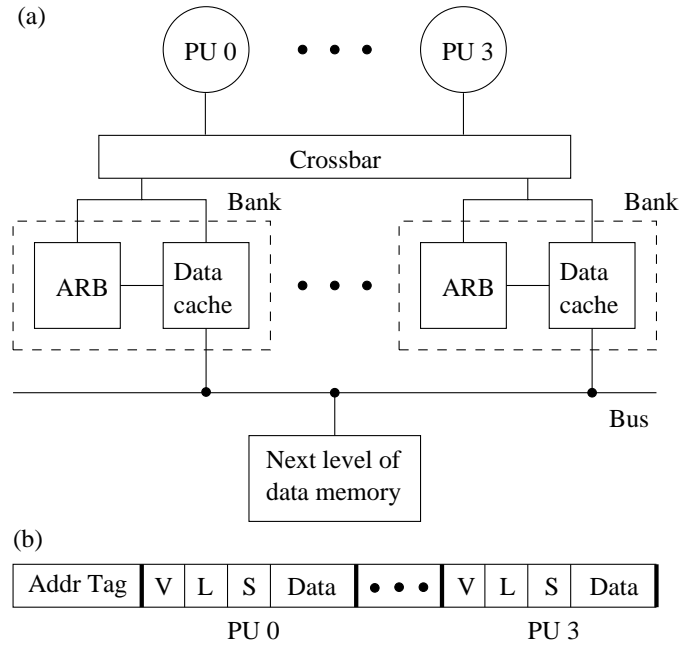 (a)
PU 0
PU 3
Crossbar
Bank
Bank
ARB
Data
cache
ARB
Data
cache
Bus
Next level of
data memory
(b)
Addr Tag V L S Data V L S Data
PU 0 PU 3